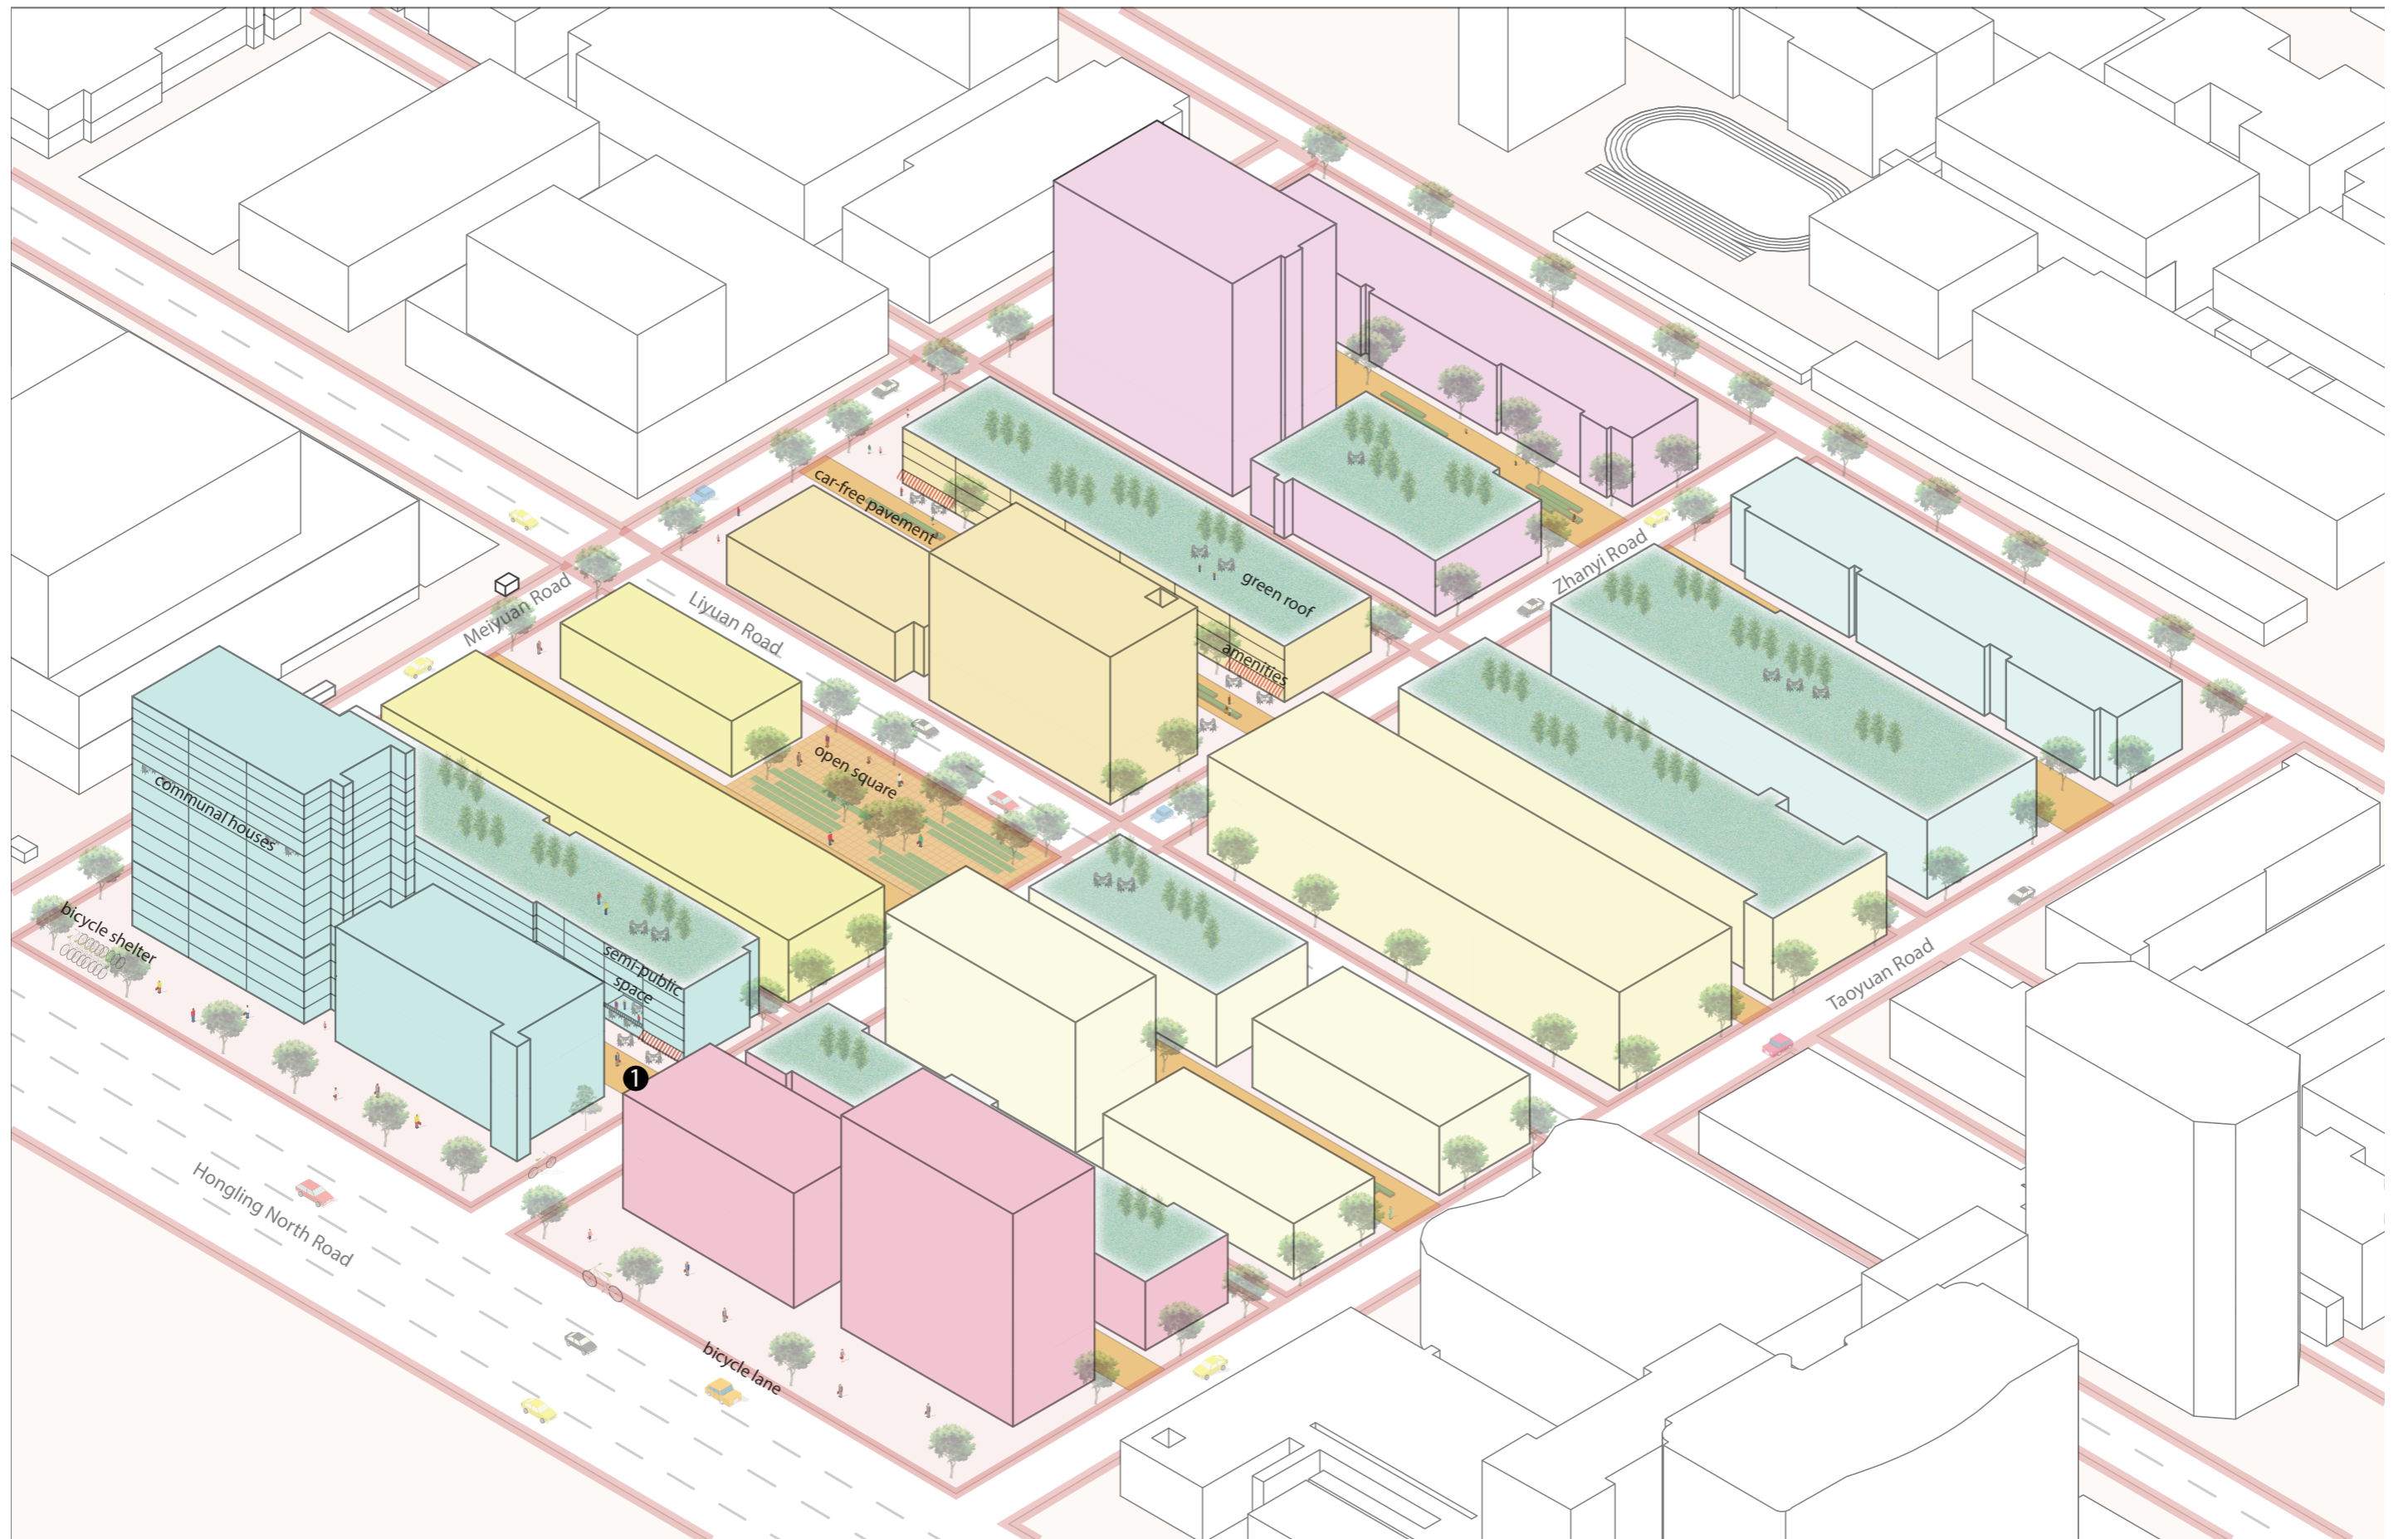 car-free pavement
green roof
Zhanyi Road
Meiyuan Road
Liyuan Road
amenities
open square
communal houses
bicycle shelter
semi-public
space
Taoyuan Road
1
Hongling North Road
bicycle lane